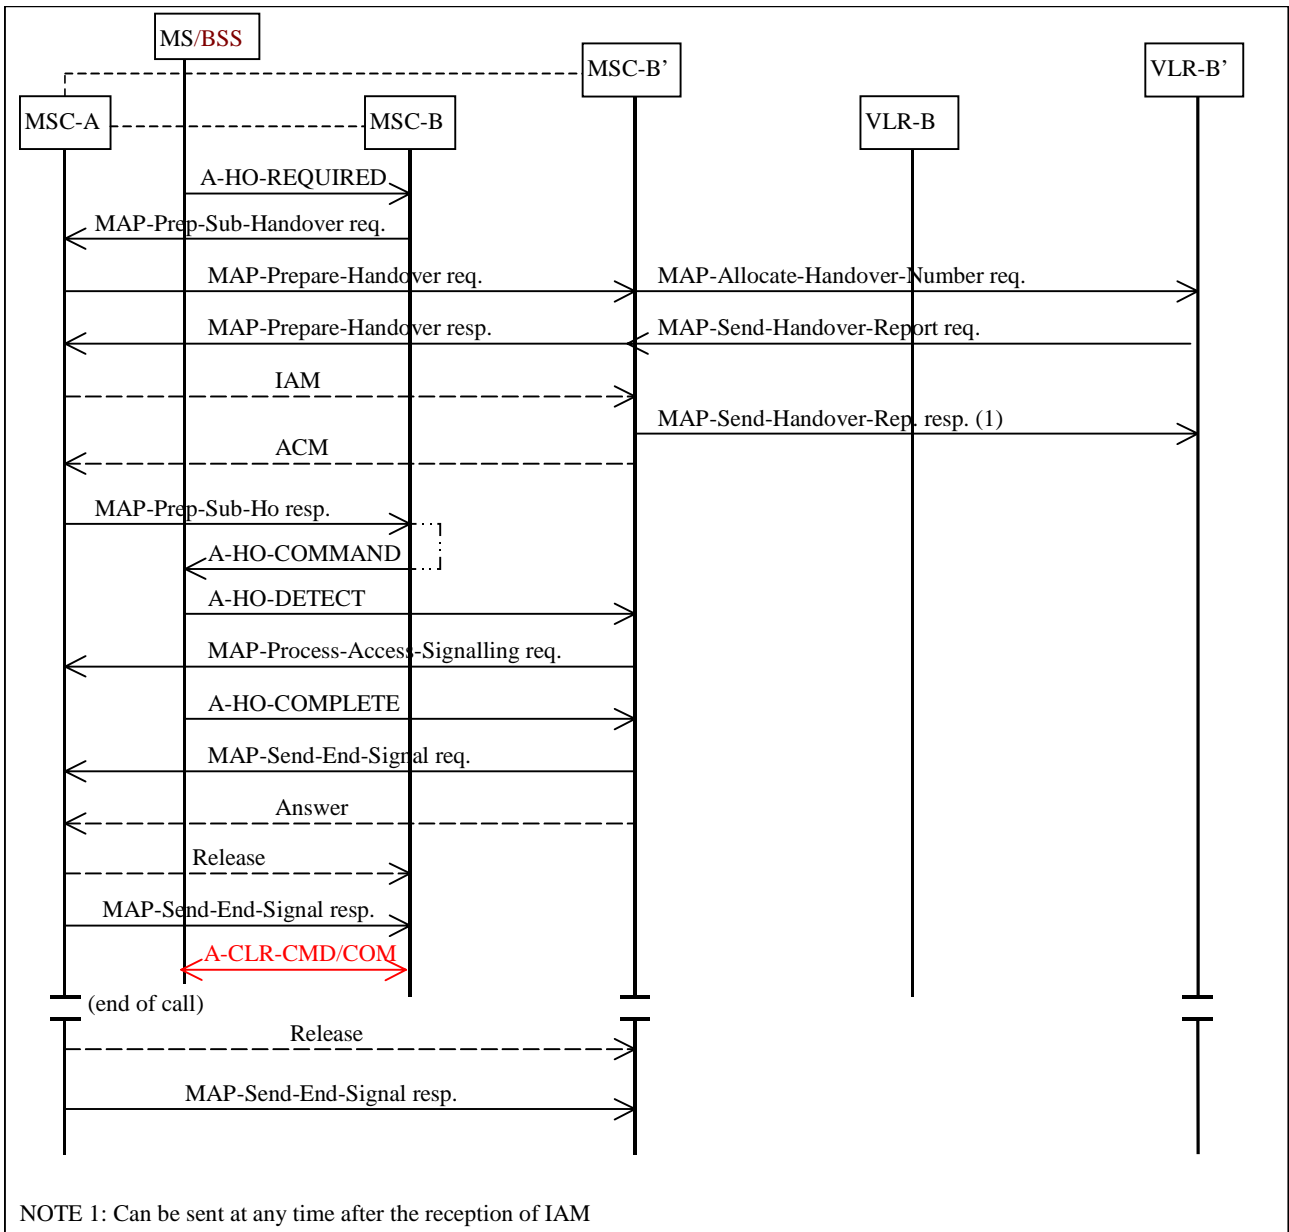 MS/BSS
MSC-B’
VLR-B’
MSC-A
MSC-B
VLR-B
A-HO-REQUIRED
MAP-Prep-Sub-Handover req.
MAP-Prepare-Handover req.
MAP-Allocate-Handover-Number req.
MAP-Prepare-Handover resp.
MAP-Send-Handover-Report req.
IAM
MAP-Send-Handover-Rep. resp. (1)
ACM
MAP-Prep-Sub-Ho resp.
A-HO-COMMAND
A-HO-DETECT
MAP-Process-Access-Signalling req.
A-HO-COMPLETE
MAP-Send-End-Signal req.
Answer
Release
MAP-Send-End-Signal resp.
A-CLR-CMD/COM
(end of call)
Release
MAP-Send-End-Signal resp.
NOTE 1: Can be sent at any time after the reception of IAM